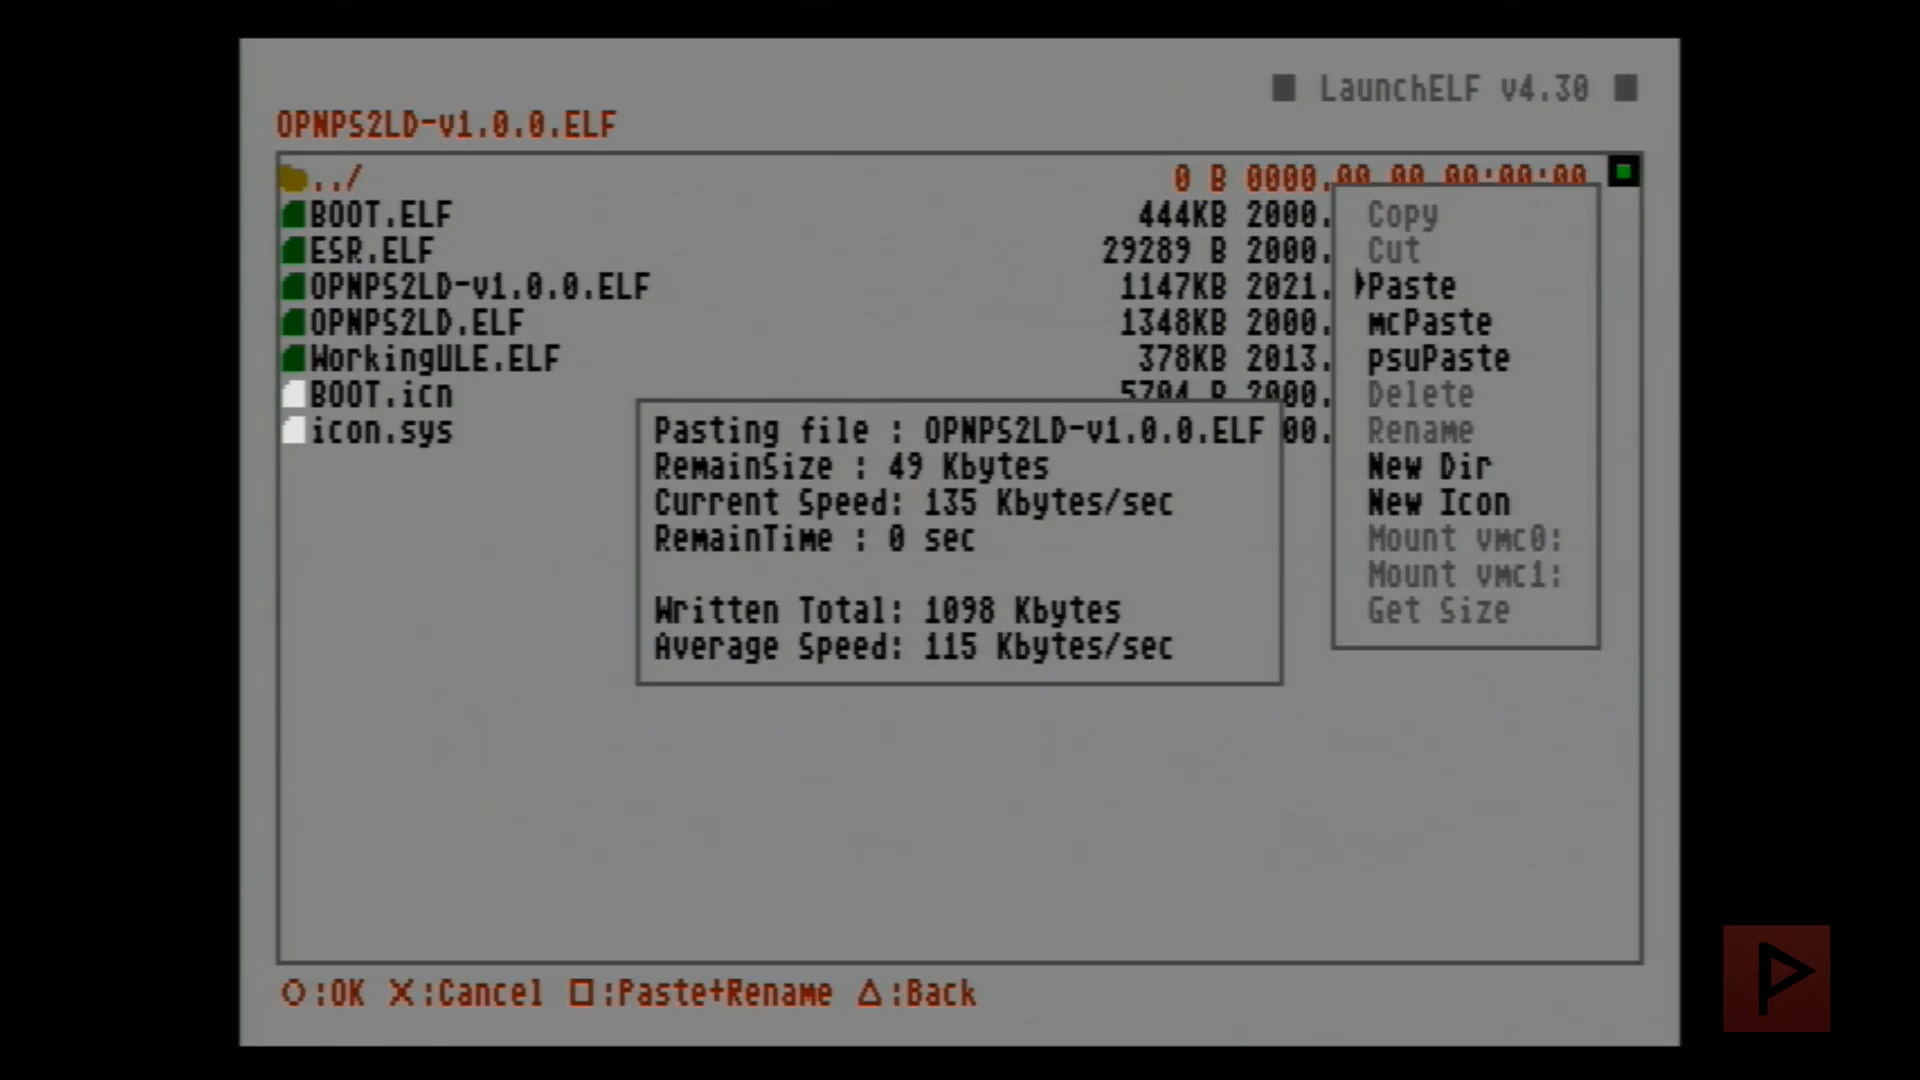 ■ LaunchELF v4.30 ■
OPNPS2LD-v1.0.0.ELF
../ 0 B 0000.00.00 00:00:00
BOOT.ELF 444KB 2000.
ESR.ELF 29289 B 2000.
OPNPS2LD-v1.0.0.ELF 1147KB 2021.
OPNPS2LD.ELF 1348KB 2000.
WorkingULE.ELF 378KB 2013.
BOOT.icn 5704 B 2000.
icon.sys 00.
Copy
Cut
Paste
mcPaste
psuPaste
Delete
Rename
New Dir
New Icon
Mount vmc0:
Mount vmc1:
Get Size
Pasting file : OPNPS2LD-v1.0.0.ELF
RemainSize : 49 Kbytes
Current Speed: 135 Kbytes/sec
RemainTime : 0 sec
Written Total: 1098 Kbytes
Average Speed: 115 Kbytes/sec
○:OK ×:Cancel □:Paste+Rename △:Back